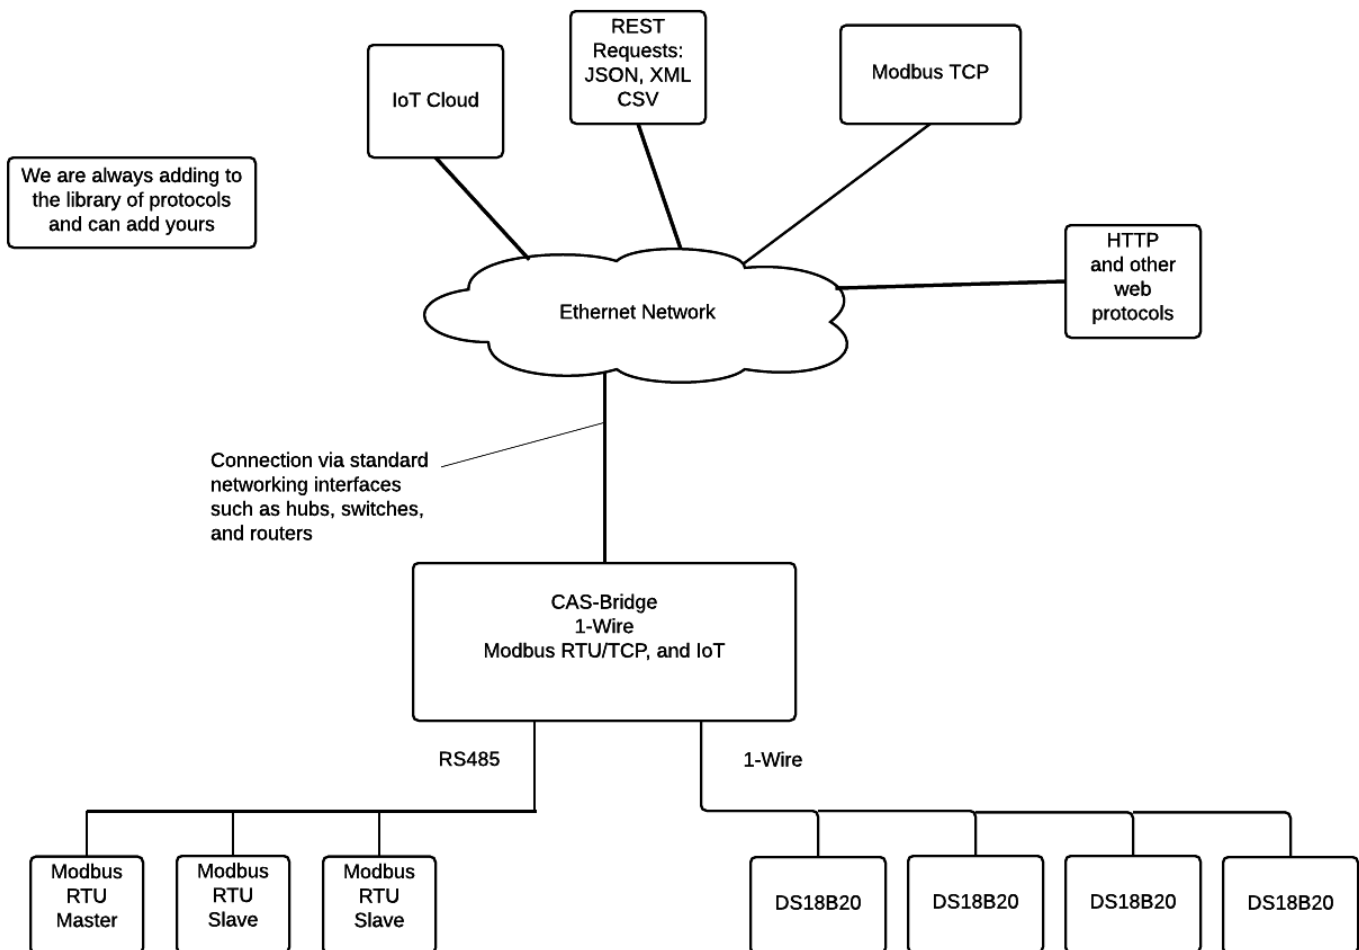 REST
Requests:
JSON, XML
CSV
Modbus TCP
IoT Cloud
We are always adding to
the library of protocols
and can add yours
HTTP
and other
web
protocols
Ethernet Network
Connection via standard
networking interfaces
such as hubs, switches,
and routers
CAS-Bridge
1-Wire
Modbus RTU/TCP, and IoT
RS485
1-Wire
Modbus
RTU
Master
Modbus
RTU
Slave
Modbus
RTU
Slave
DS18B20
DS18B20
DS18B20
DS18B20